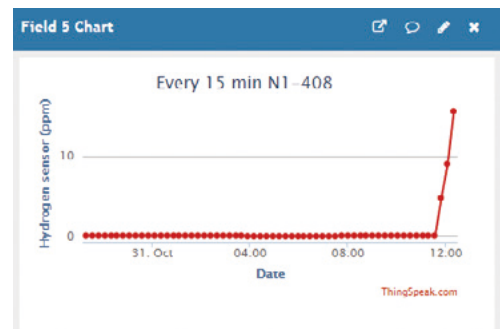 Field 5 Chart
Every 15 min N1-408
Hydrogen sensor (ppm)
10
0
31. Oct
04.00
08.00
12.00
Date
ThingSpeak.com